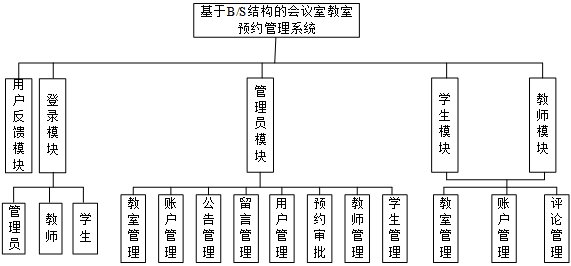 基于B/S结构的会议室教室
预约管理系统
用户反馈模块
登录模块
管理员模块
学生模块
教师模块
管理员
教师
学生
教室管理
账户管理
公告管理
留言管理
用户管理
预约审批
教师管理
学生管理
教室管理
账户管理
评论管理